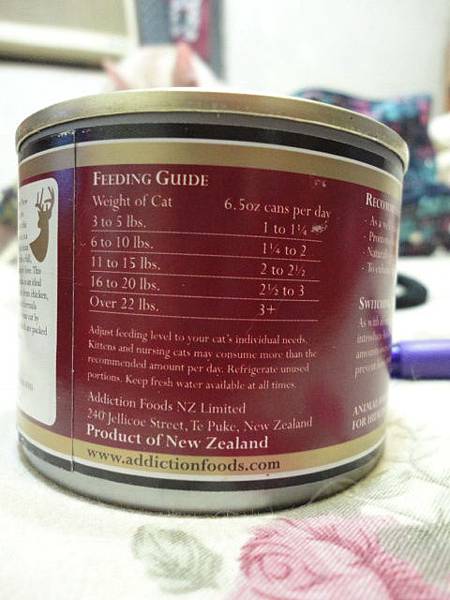 FEEDING GUIDE
Weight of Cat 6.5oz cans per day
3 to 5 lbs. 1 to 1¼
6 to 10 lbs. 1¼ to 2
11 to 15 lbs. 2 to 2½
16 to 20 lbs. 2½ to 3
Over 22 lbs. 3+
Adjust feeding level to your cat's individual needs.
Kittens and nursing cats may consume more than the
recommended amount per day. Refrigerate unused
portions. Keep fresh water available at all times.
Addiction Foods NZ Limited
240 Jellicoe Street, Te Puke, New Zealand
Product of New Zealand
www.addictionfoods.com